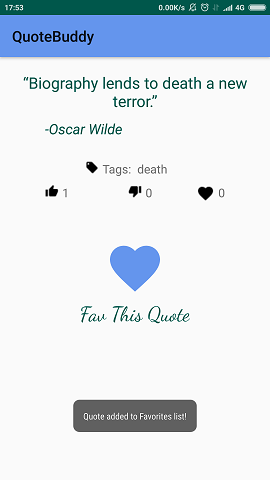 17:53
0.00K/s
4G
QuoteBuddy
“Biography lends to death a new
terror.”
-Oscar Wilde
Tags: death
1
0
0
Fav This Quote
Quote added to Favorites list!